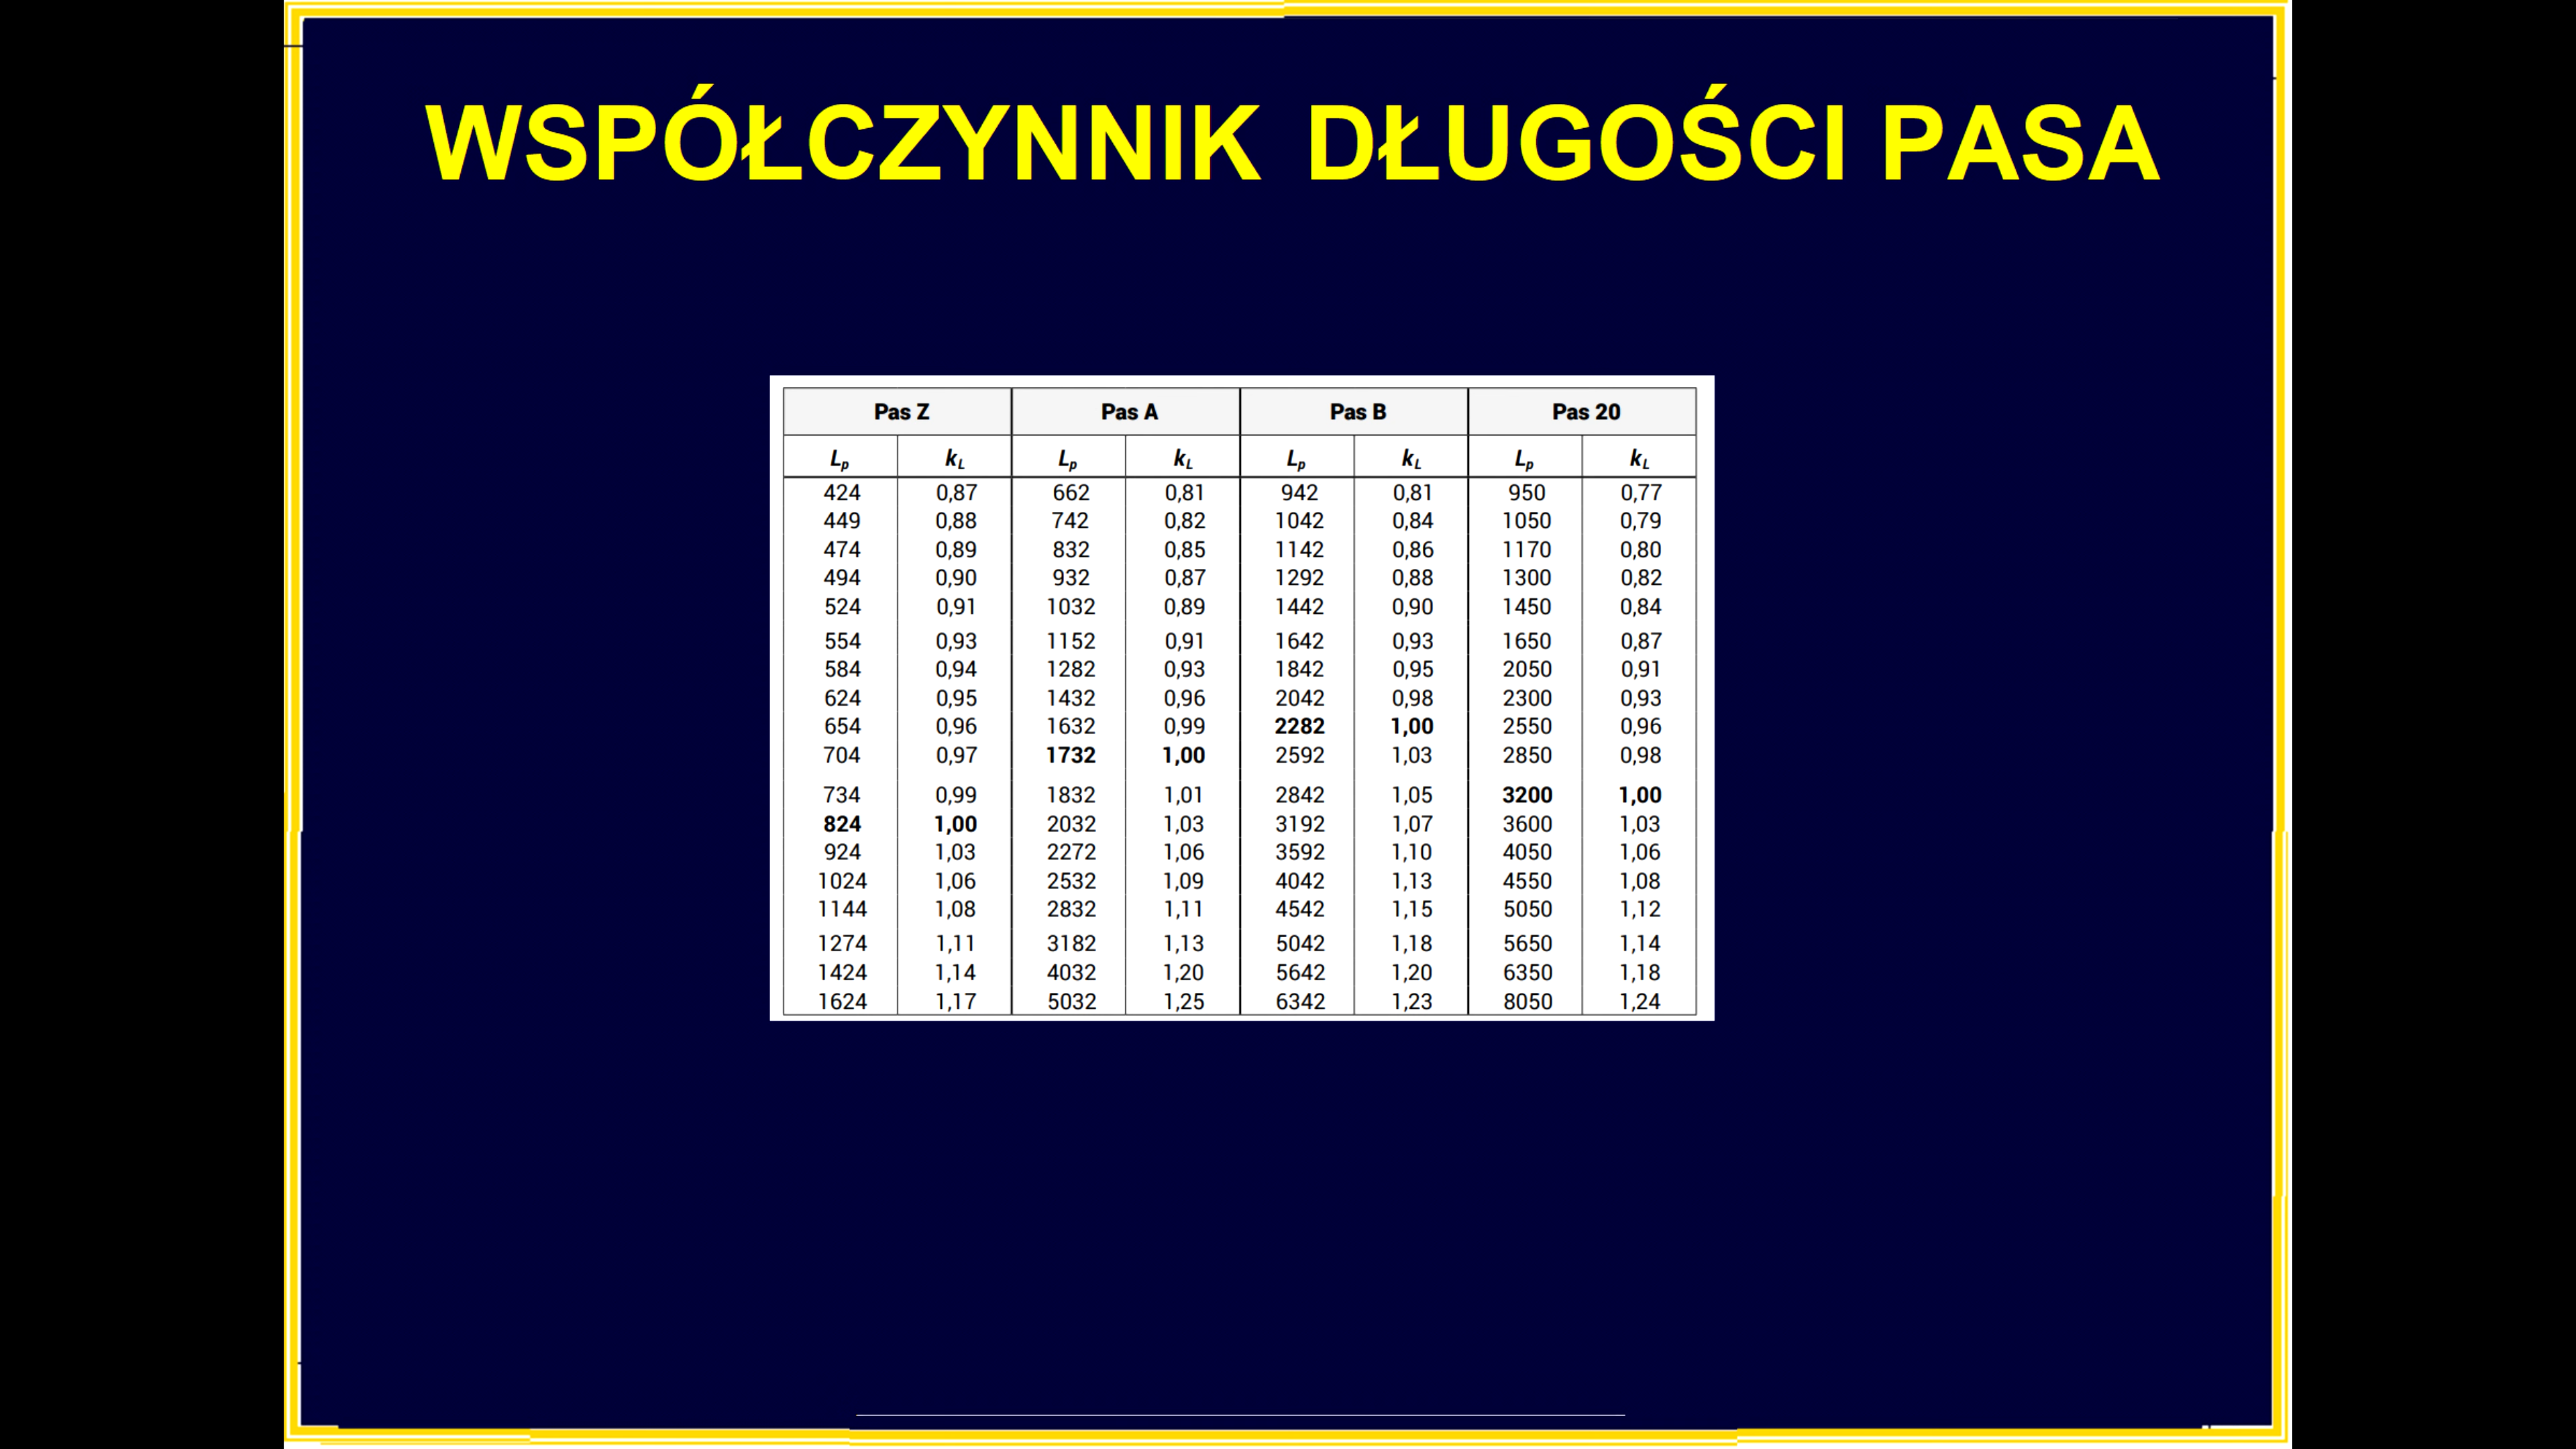 WSPÓŁCZYNNIK DŁUGOŚCI PASA
Pas Z Pas A Pas B Pas 20
Lp kL Lp kL Lp kL Lp kL
424 0,87 662 0,81 942 0,81 950 0,77
449 0,88 742 0,82 1042 0,84 1050 0,79
474 0,89 832 0,85 1142 0,86 1170 0,80
494 0,90 932 0,87 1292 0,88 1300 0,82
524 0,91 1032 0,89 1442 0,90 1450 0,84
554 0,93 1152 0,91 1642 0,93 1650 0,87
584 0,94 1282 0,93 1842 0,95 2050 0,91
624 0,95 1432 0,96 2042 0,98 2300 0,93
654 0,96 1632 0,99 2282 1,00 2550 0,96
704 0,97 1732 1,00 2592 1,03 2850 0,98
734 0,99 1832 1,01 2842 1,05 3200 1,00
824 1,00 2032 1,03 3192 1,07 3600 1,03
924 1,03 2272 1,06 3592 1,10 4050 1,06
1024 1,06 2532 1,09 4042 1,13 4550 1,08
1144 1,08 2832 1,11 4542 1,15 5050 1,12
1274 1,11 3182 1,13 5042 1,18 5650 1,14
1424 1,14 4032 1,20 5642 1,20 6350 1,18
1624 1,17 5032 1,25 6342 1,23 8050 1,24